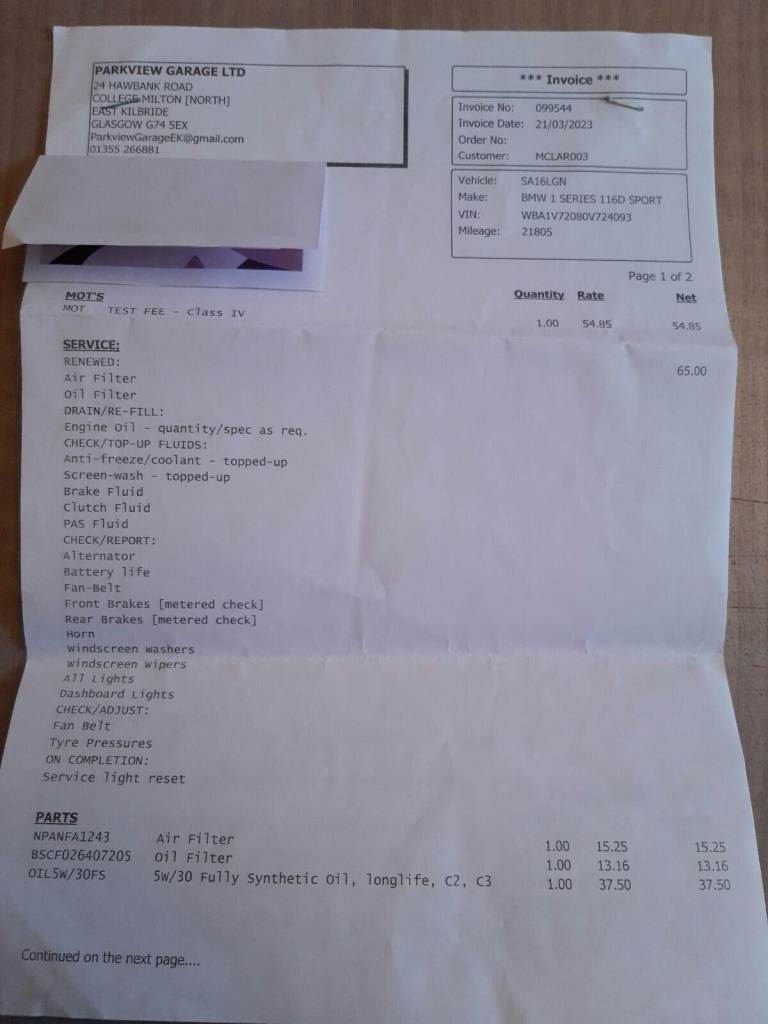 PARKVIEW GARAGE LTD
24 HAWBANK ROAD
COLLEGE MILTON [NORTH]
EAST KILBRIDE
GLASGOW G74 5EX
ParkviewGarageEK@gmail.com
01355 266881
*** Invoice ***
Invoice No: 099544
Invoice Date: 21/03/2023
Order No:
Customer: MCLAR003
Vehicle: SA16LGN
Make: BMW 1 SERIES 116D SPORT
VIN: WBA1V72080V724093
Mileage: 21805
Page 1 of 2
MOT'S Quantity Rate Net
MOT TEST FEE - Class IV 1.00 54.85 54.85
SERVICE; 65.00
RENEWED:
Air Filter
Oil Filter
DRAIN/RE-FILL:
Engine Oil - quantity/spec as req.
CHECK/TOP-UP FLUIDS:
Anti-freeze/coolant - topped-up
Screen-wash - topped-up
Brake Fluid
Clutch Fluid
PAS Fluid
CHECK/REPORT:
Alternator
Battery life
Fan-Belt
Front Brakes [metered check]
Rear Brakes [metered check]
Horn
Windscreen Washers
Windscreen Wipers
All Lights
Dashboard Lights
CHECK/ADJUST:
Fan Belt
Tyre Pressures
ON COMPLETION:
Service light reset
PARTS
NPANFA1243 Air Filter 1.00 15.25 15.25
BSCF026407205 Oil Filter 1.00 13.16 13.16
OIL5W/30FS 5W/30 Fully Synthetic Oil, longlife, C2, C3 1.00 37.50 37.50
Continued on the next page....